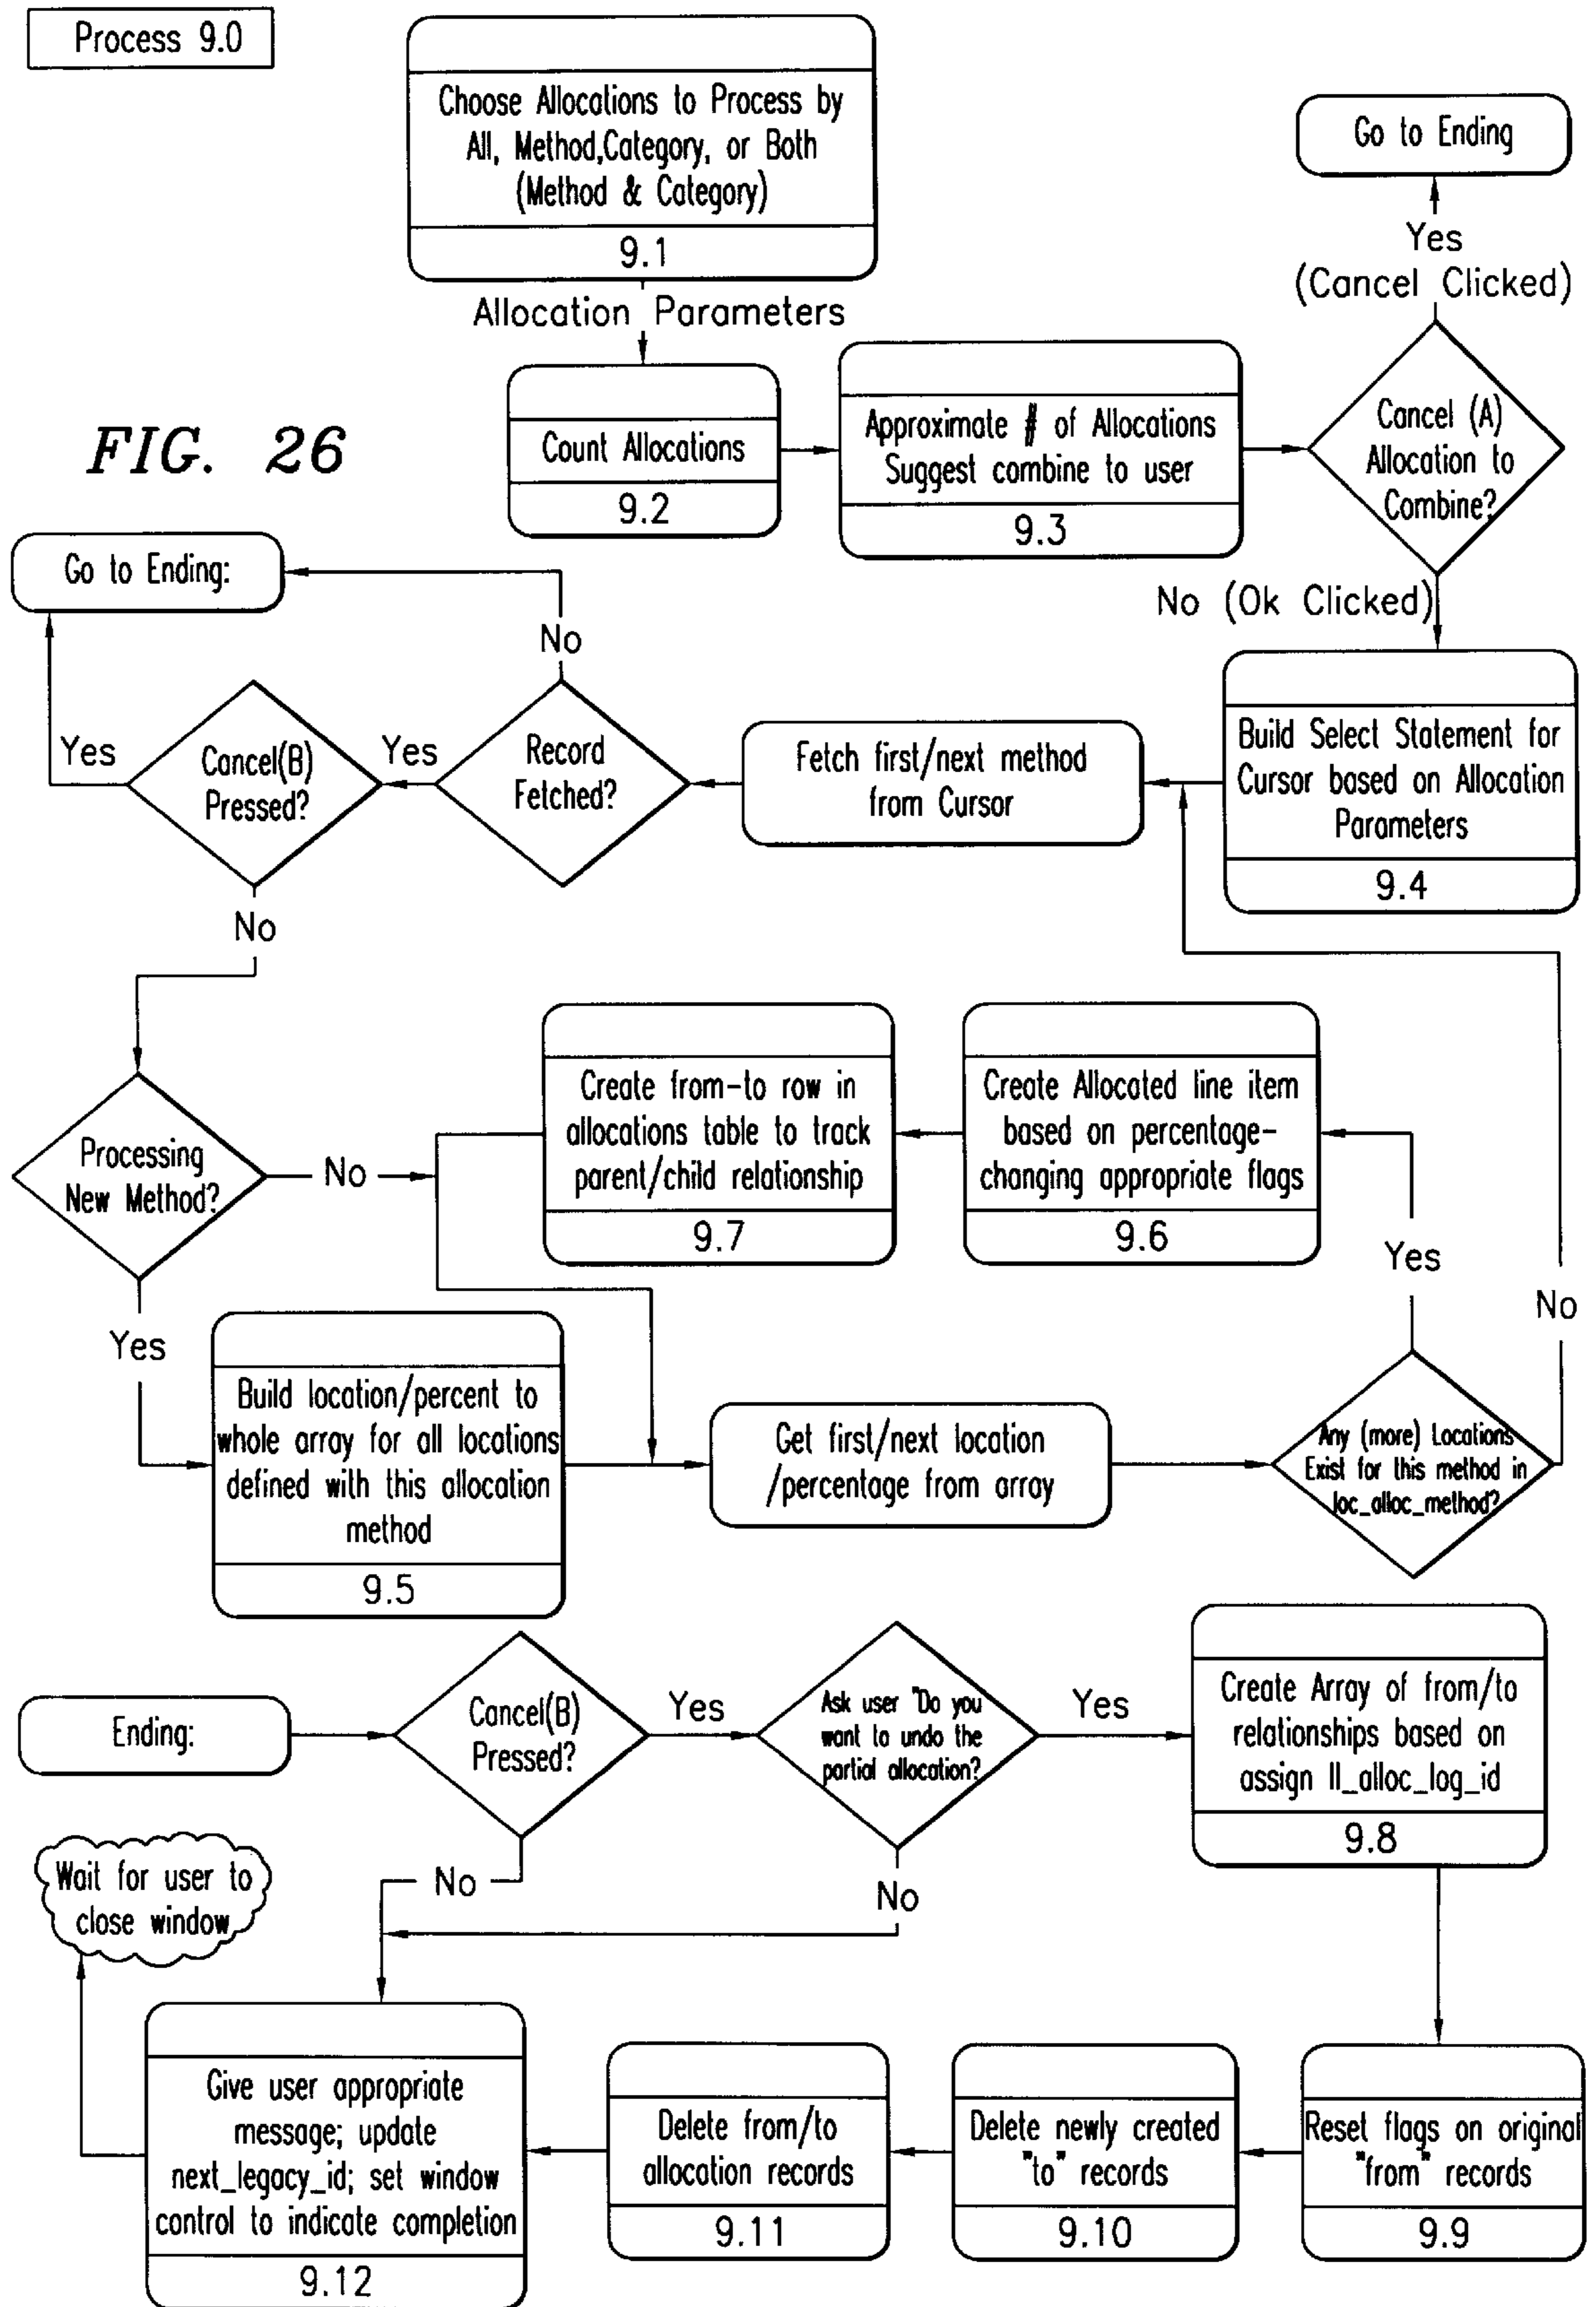 Process 9.0
Choose Allocations to Process by
All, Method,Category, or Both
(Method & Category)
9.1
Go to Ending
Yes
(Cancel Clicked)
Allocation Parameters
FIG. 26
Count Allocations
9.2
Approximate # of Allocations
Suggest combine to user
9.3
Cancel (A)
Allocation to
Combine?
No (Ok Clicked)
Go to Ending:
No
Yes
Cancel(B)
Pressed?
Yes
Record
Fetched?
Fetch first/next method
from Cursor
Build Select Statement for
Cursor based on Allocation
Parameters
9.4
No
Processing
New Method?
No
Create from-to row in
allocations table to track
parent/child relationship
9.7
Create Allocated line item
based on percentage-
changing appropriate flags
9.6
Yes
No
Yes
Build location/percent to
whole array for all locations
defined with this allocation
method
9.5
Get first/next location
/percentage from array
Any (more) Locations
Exist for this method in
loc_alloc_method?
Ending:
Cancel(B)
Pressed?
Yes
Ask user "Do you
want to undo the
partial allocation?
Yes
Create Array of from/to
relationships based on
assign ll_alloc_log_id
9.8
No
No
Wait for user to
close window
Give user appropriate
message; update
next_legacy_id; set window
control to indicate completion
9.12
Delete from/to
allocation records
9.11
Delete newly created
"to" records
9.10
Reset flags on original
"from" records
9.9